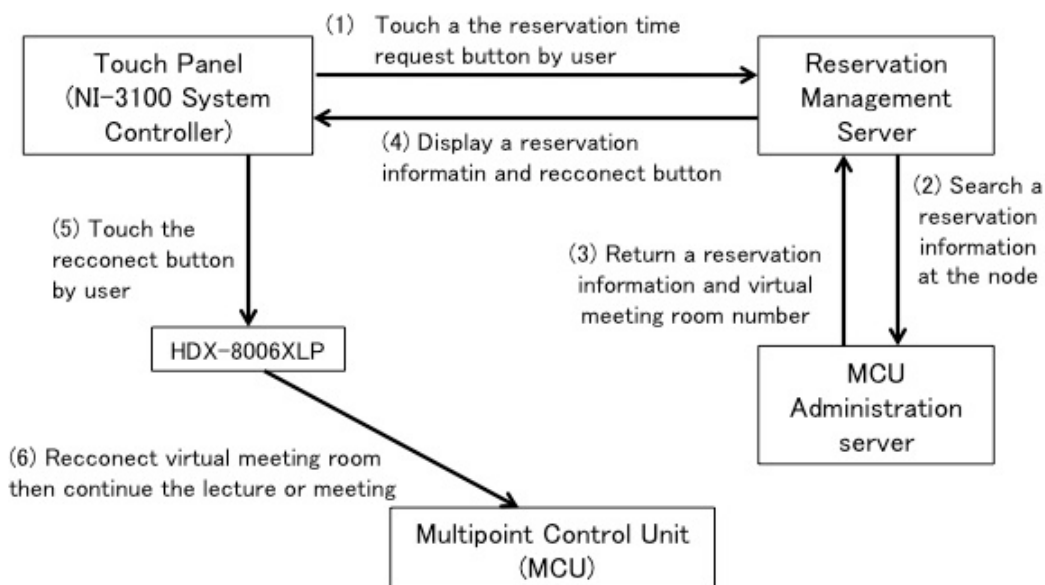 (1) Touch a the reservation time
request button by user
Touch Panel
(NI-3100 System
Controller)
Reservation
Management
Server
(4) Display a reservation
informatin and recconect button
(2) Search a
reservation
information
at the node
(5) Touch the
recconect button
by user
(3) Return a reservation
information and virtual
meeting room number
HDX-8006XLP
MCU
Administration
server
(6) Recconect virtual meeting room
then continue the lecture or meeting
Multipoint Control Unit
(MCU)